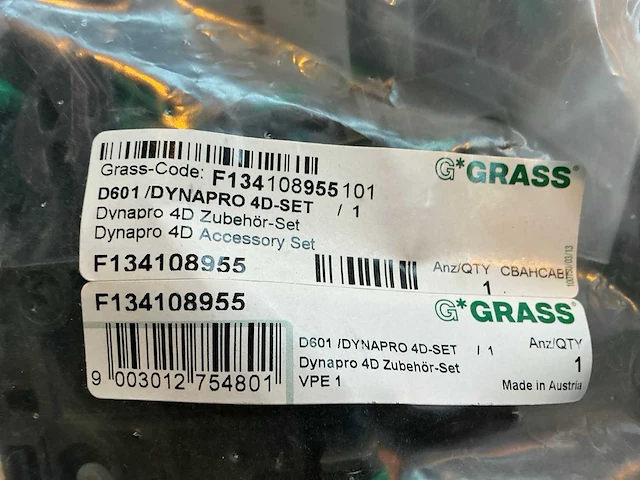 Grass-Code: F134108955101
G*GRASS®
D601 /DYNAPRO 4D-SET / 1
Dynapro 4D Zubehör-Set
Dynapro 4D Accessory Set
F134108955
Anz/QTY CBAHCABF
1
F134108955
G*GRASS®
D601 /DYNAPRO 4D-SET / 1
Anz/QTY
Dynapro 4D Zubehör-Set
1
VPE 1
Made in Austria
9 003012 754801